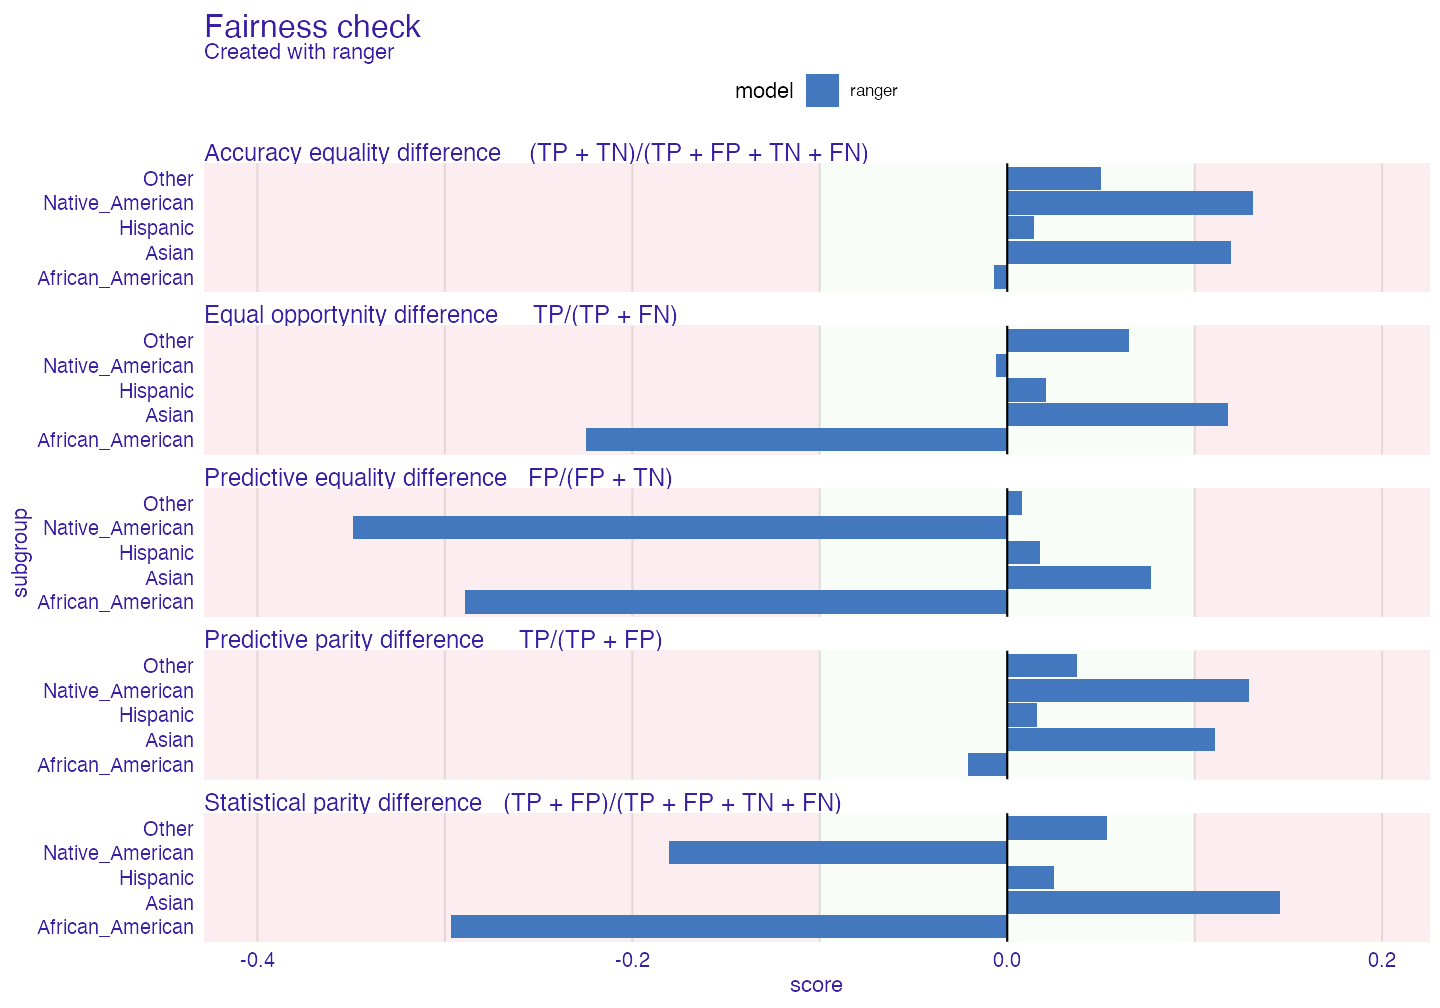 Fairness check
Created with ranger
model ranger
Accuracy equality difference (TP + TN)/(TP + FP + TN + FN)
Other
Native_American
Hispanic
Asian
African_American
Equal opportynity difference TP/(TP + FN)
Other
Native_American
Hispanic
Asian
African_American
Predictive equality difference FP/(FP + TN)
Other
Native_American
Hispanic
Asian
African_American
Predictive parity difference TP/(TP + FP)
Other
Native_American
Hispanic
Asian
African_American
Statistical parity difference (TP + FP)/(TP + FP + TN + FN)
Other
Native_American
Hispanic
Asian
African_American
subgroup
-0.4 -0.2 0.0 0.2
score